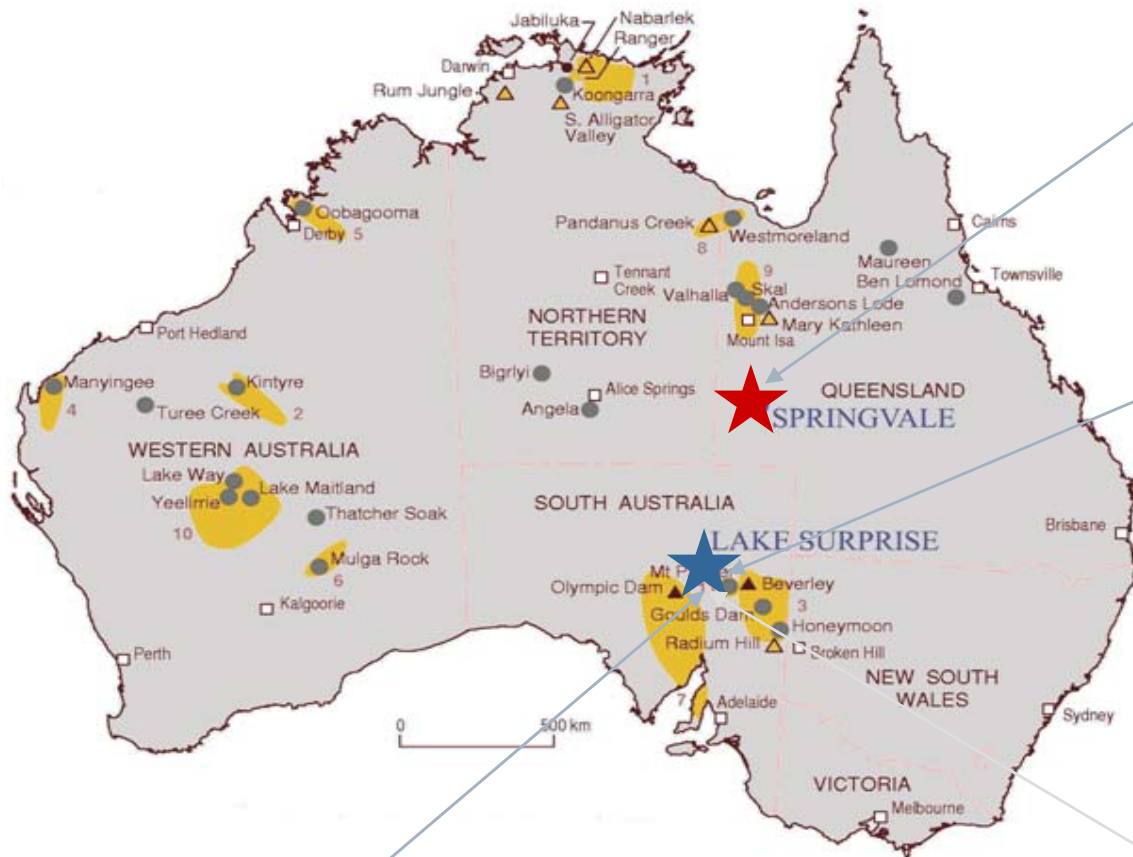 Jabiluka
Nabarlek
Ranger
Darwin
Rum Jungle
1
Koongarra
S. Alligator
Valley
Oobagooma
Derby
5
Pandanus Creek
8
Westmoreland
Cairns
Maureen
Ben Lomond
Townsville
9
Tennant
Creek
Valhalla
Skal
Andersons Lode
Mary Kathleen
Mount Isa
NORTHERN
TERRITORY
Port Hedland
Manyingee
4
Kintyre
Turee Creek
2
Bigrlyi
Alice Springs
Angela
QUEENSLAND
SPRINGVALE
WESTERN AUSTRALIA
Lake Way
Yeelirrie
Lake Maitland
10
Thatcher Soak
SOUTH AUSTRALIA
Brisbane
LAKE SURPRISE
Mulga Rock
6
Mt
Olympic Dam
Beverley
Goulds Dam
3
Kalgoorie
Honeymoon
Radium Hill
Broken Hill
Perth
NEW SOUTH
WALES
7
Adelaide
Sydney
0
500 km
VICTORIA
Melbourne